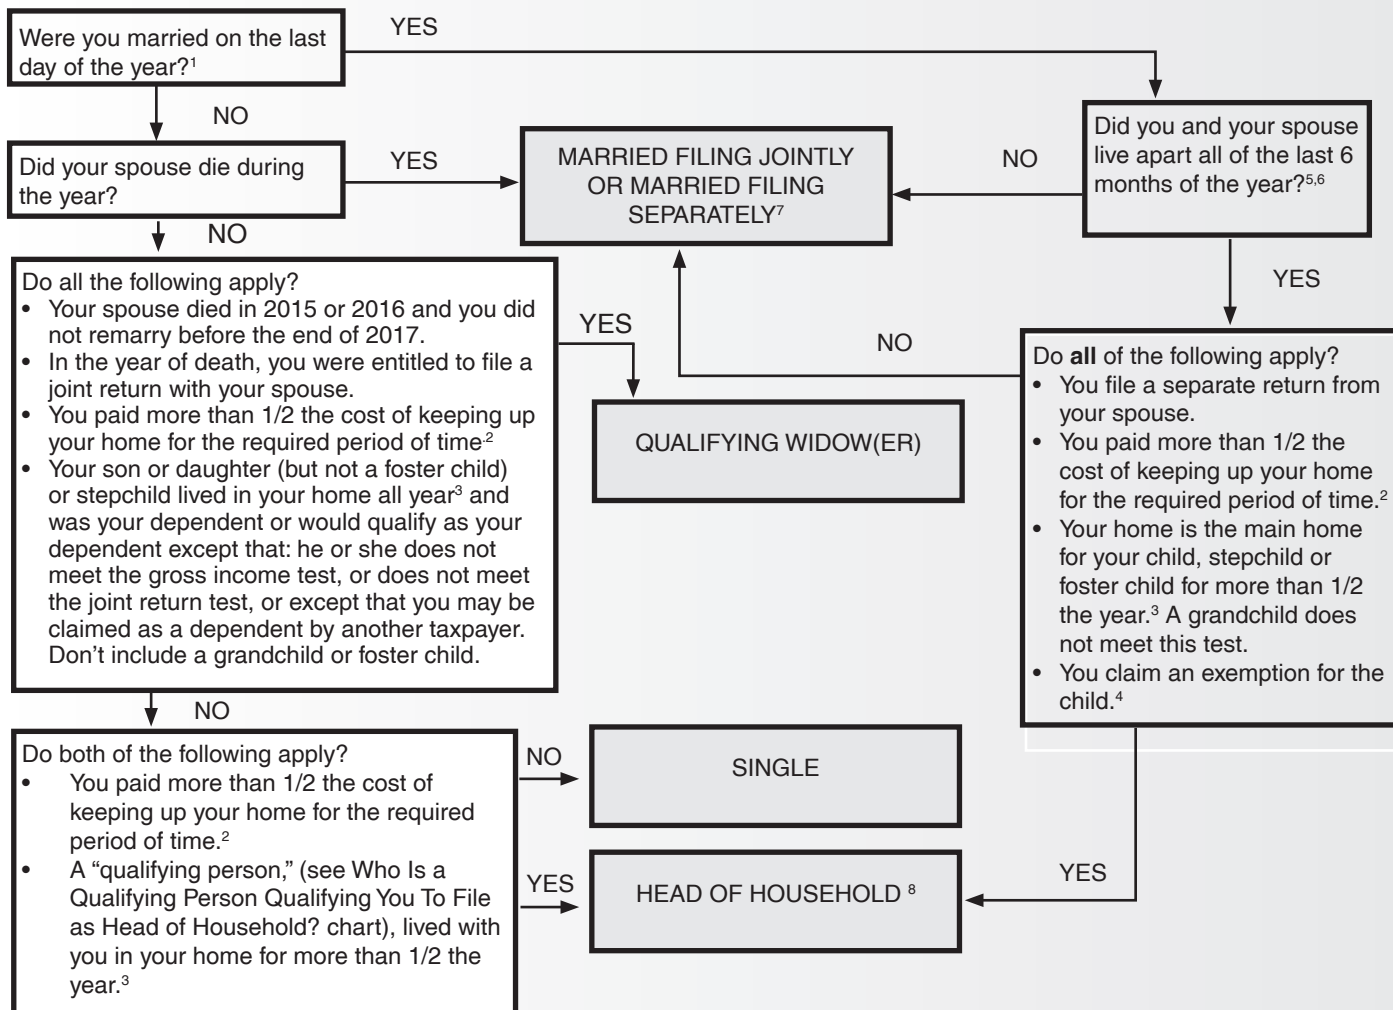 Were you married on the last
day of the year?¹
YES
NO
Did your spouse die during
the year?
YES
NO
MARRIED FILING JOINTLY
OR MARRIED FILING
SEPARATELY⁷
NO
Did you and your spouse
live apart all of the last 6
months of the year?⁵,⁶
YES
Do all the following apply?
• Your spouse died in 2015 or 2016 and you did
not remarry before the end of 2017.
• In the year of death, you were entitled to file a
joint return with your spouse.
• You paid more than 1/2 the cost of keeping up
your home for the required period of time.²
• Your son or daughter (but not a foster child)
or stepchild lived in your home all year³ and
was your dependent or would qualify as your
dependent except that: he or she does not
meet the gross income test, or does not meet
the joint return test, or except that you may be
claimed as a dependent by another taxpayer.
Don't include a grandchild or foster child.
YES
QUALIFYING WIDOW(ER)
NO
NO
Do all of the following apply?
• You file a separate return from
your spouse.
• You paid more than 1/2 the
cost of keeping up your home
for the required period of time.²
• Your home is the main home
for your child, stepchild or
foster child for more than 1/2
the year.³ A grandchild does
not meet this test.
• You claim an exemption for the
child.⁴
YES
Do both of the following apply?
• You paid more than 1/2 the cost of
keeping up your home for the required
period of time.²
• A “qualifying person,” (see Who Is a
Qualifying Person Qualifying You To File
as Head of Household? chart), lived with
you in your home for more than 1/2 the
year.³
NO
SINGLE
YES
HEAD OF HOUSEHOLD ⁸